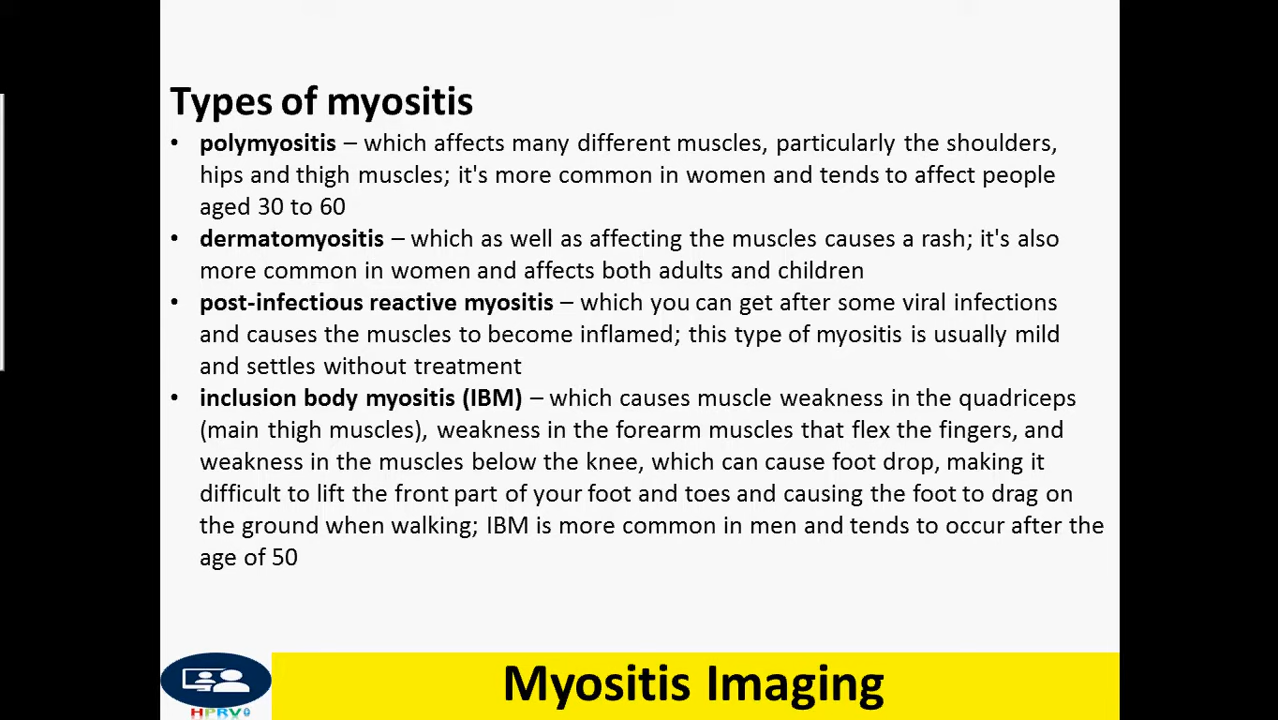 Types of myositis
• polymyositis – which affects many different muscles, particularly the shoulders,
hips and thigh muscles; it's more common in women and tends to affect people
aged 30 to 60
• dermatomyositis – which as well as affecting the muscles causes a rash; it's also
more common in women and affects both adults and children
• post-infectious reactive myositis – which you can get after some viral infections
and causes the muscles to become inflamed; this type of myositis is usually mild
and settles without treatment
• inclusion body myositis (IBM) – which causes muscle weakness in the quadriceps
(main thigh muscles), weakness in the forearm muscles that flex the fingers, and
weakness in the muscles below the knee, which can cause foot drop, making it
difficult to lift the front part of your foot and toes and causing the foot to drag on
the ground when walking; IBM is more common in men and tends to occur after the
age of 50
Myositis Imaging
HPRV